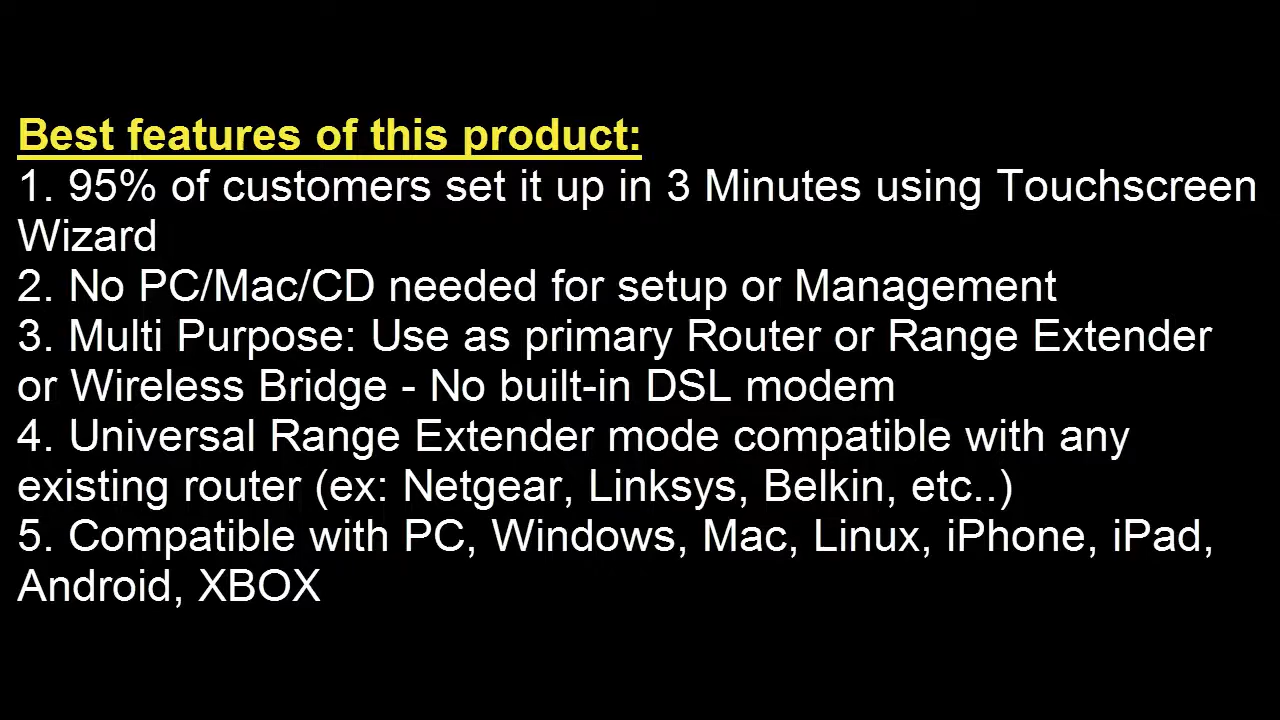 Best features of this product:
1. 95% of customers set it up in 3 Minutes using Touchscreen
Wizard
2. No PC/Mac/CD needed for setup or Management
3. Multi Purpose: Use as primary Router or Range Extender
or Wireless Bridge - No built-in DSL modem
4. Universal Range Extender mode compatible with any
existing router (ex: Netgear, Linksys, Belkin, etc..)
5. Compatible with PC, Windows, Mac, Linux, iPhone, iPad,
Android, XBOX